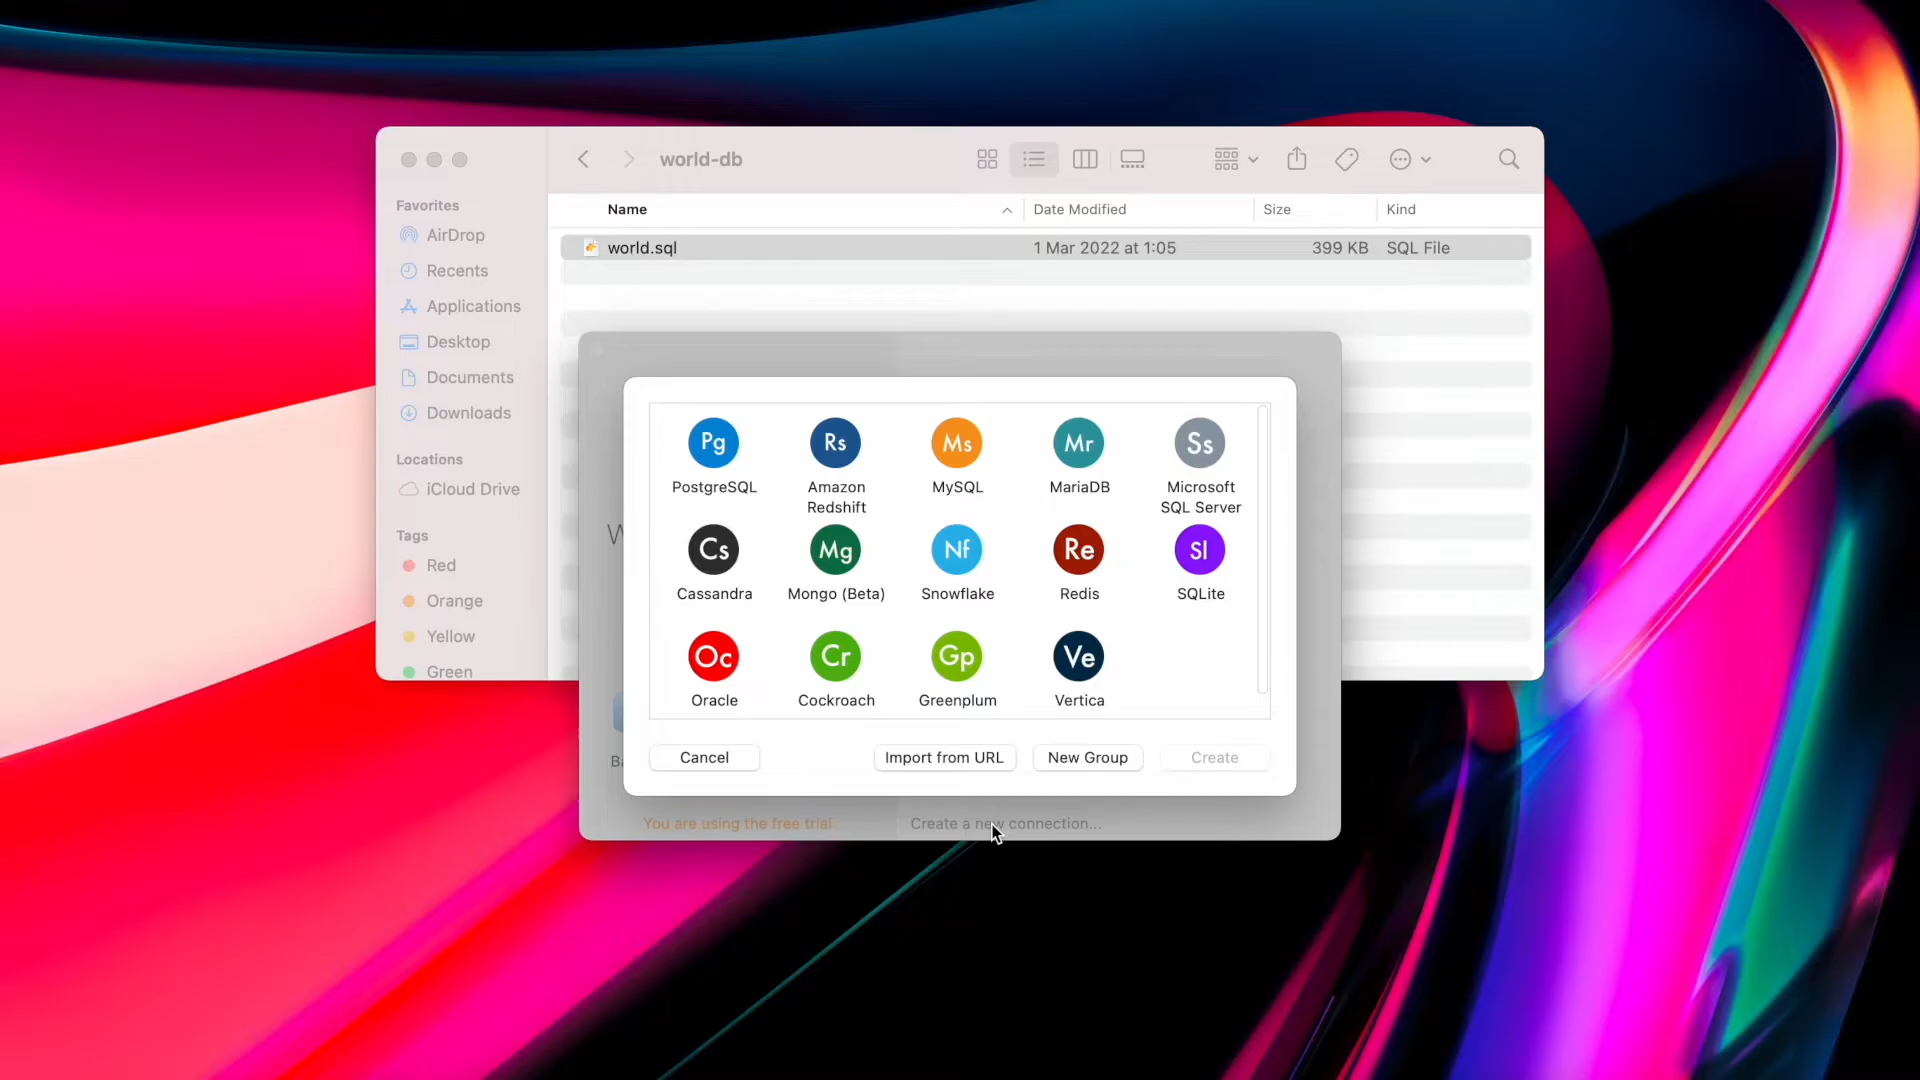 world-db
Favorites
AirDrop
Recents
Applications
Desktop
Documents
Downloads
Locations
iCloud Drive
Tags
Red
Orange
Yellow
Green
Name
Date Modified
Size
Kind
world.sql
1 Mar 2022 at 1:05
399 KB
SQL File
W
Pg
Rs
Ms
Mr
Ss
PostgreSQL
Amazon
Redshift
MySQL
MariaDB
Microsoft
SQL Server
Cs
Mg
Nf
Re
Sl
Cassandra
Mongo (Beta)
Snowflake
Redis
SQLite
Oc
Cr
Gp
Ve
Oracle
Cockroach
Greenplum
Vertica
Ba
Cancel
Import from URL
New Group
Create
You are using the free trial
Create a new connection...